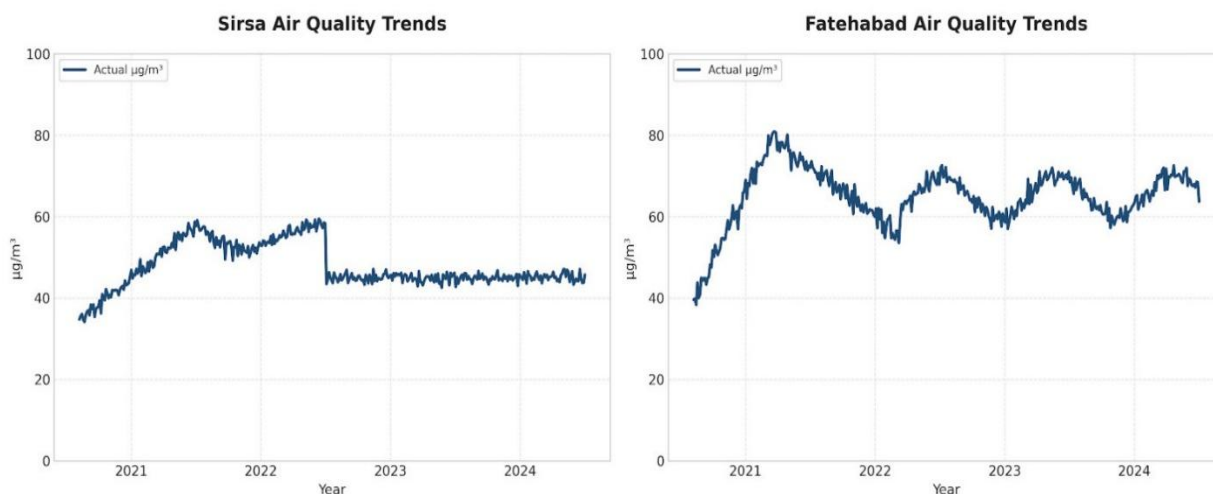 Sirsa Air Quality Trends
100
80
60
40
20
0
µg/m³
Actual µg/m³
2021
2022
2023
2024
Year
Fatehabad Air Quality Trends
100
80
60
40
20
0
µg/m³
Actual µg/m³
2021
2022
2023
2024
Year